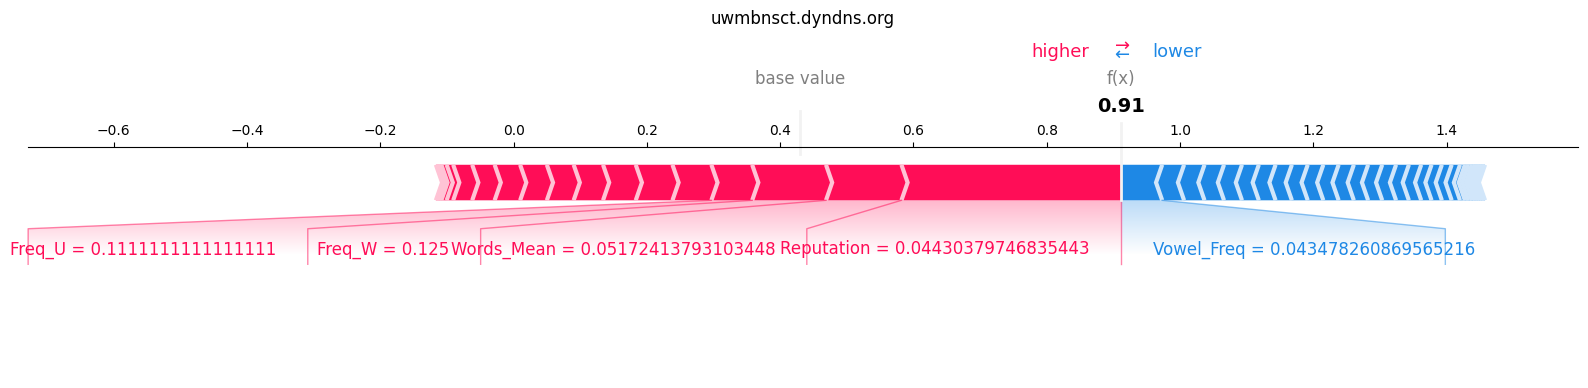 uwmbnsct.dyndns.org
higher ⇄ lower
base value f(x)
0.91
−0.6 −0.4 −0.2 0.0 0.2 0.4 0.6 0.8 1.0 1.2 1.4
Freq_U = 0.1111111111111111 Freq_W = 0.125 Words_Mean = 0.05172413793103448 Reputation = 0.04430379746835443 Vowel_Freq = 0.043478260869565216